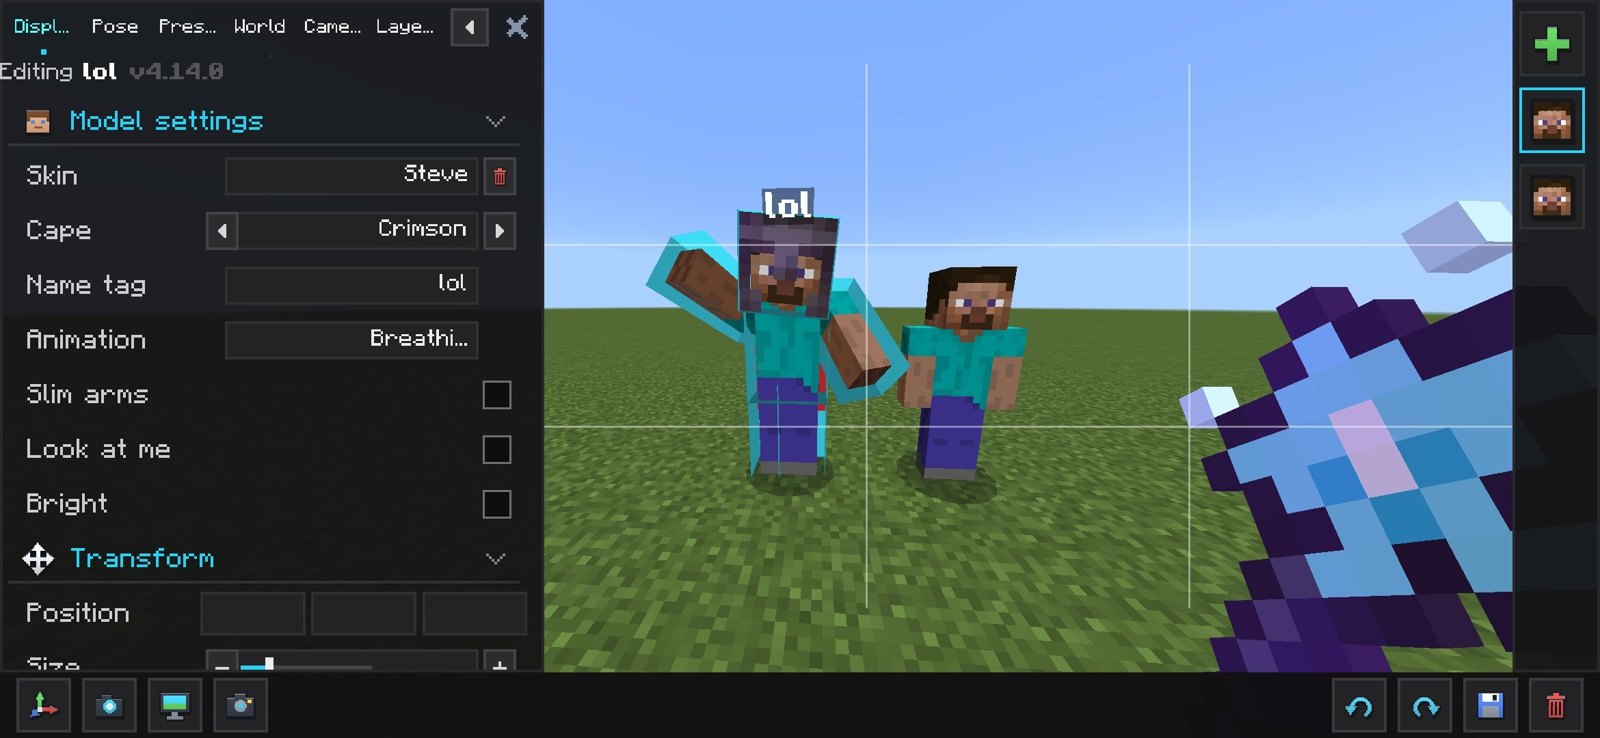 Displ... Pose Pres... World Came... Laye...
Editing lol v4.14.0
Model settings
Skin Steve
Cape Crimson
Name tag lol
Animation Breathi...
Slim arms
Look at me
Bright
Transform
Position
Size
lol